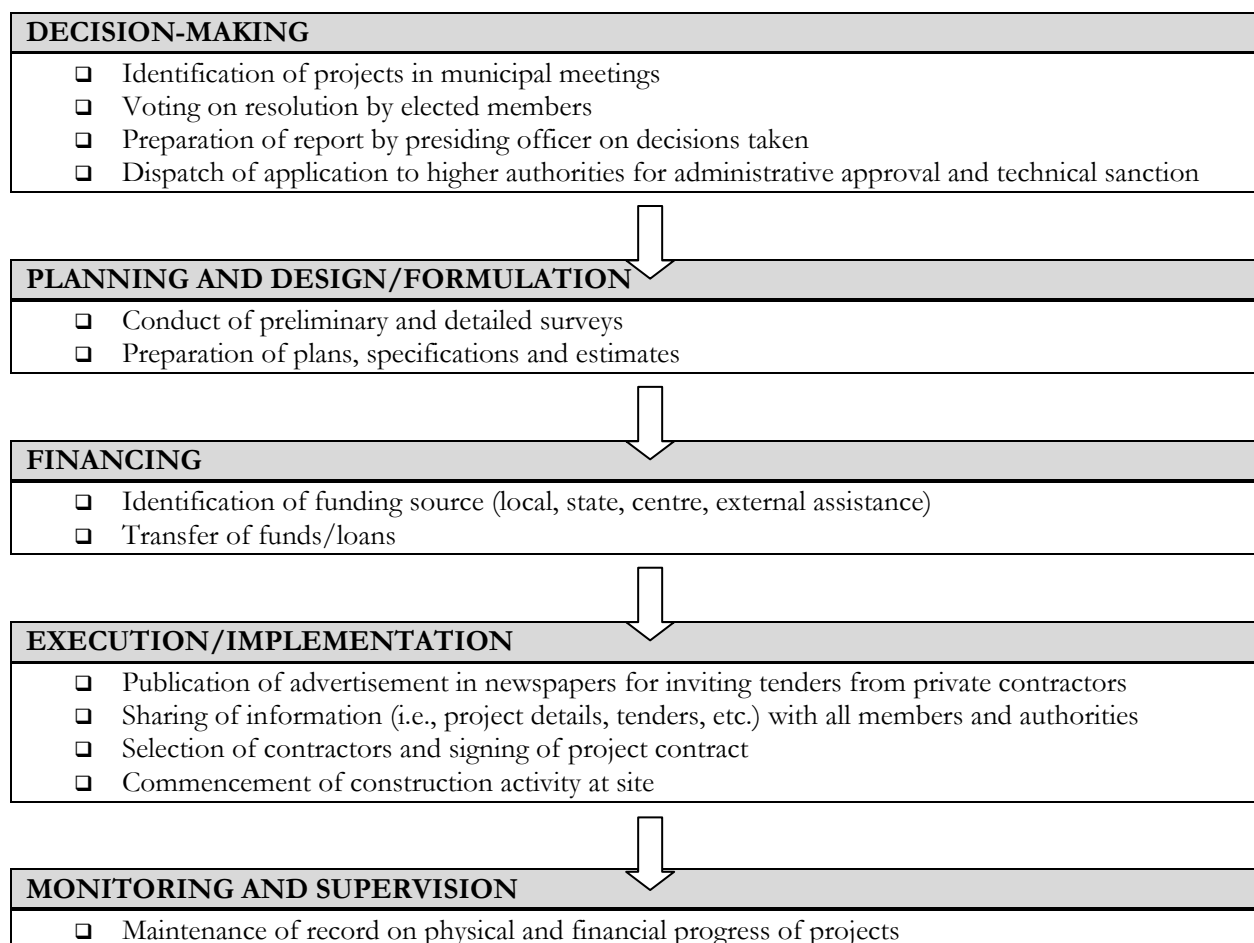 DECISION-MAKING
❑ Identification of projects in municipal meetings
❑ Voting on resolution by elected members
❑ Preparation of report by presiding officer on decisions taken
❑ Dispatch of application to higher authorities for administrative approval and technical sanction
PLANNING AND DESIGN/FORMULATION
❑ Conduct of preliminary and detailed surveys
❑ Preparation of plans, specifications and estimates
FINANCING
❑ Identification of funding source (local, state, centre, external assistance)
❑ Transfer of funds/loans
EXECUTION/IMPLEMENTATION
❑ Publication of advertisement in newspapers for inviting tenders from private contractors
❑ Sharing of information (i.e., project details, tenders, etc.) with all members and authorities
❑ Selection of contractors and signing of project contract
❑ Commencement of construction activity at site
MONITORING AND SUPERVISION
❑ Maintenance of record on physical and financial progress of projects